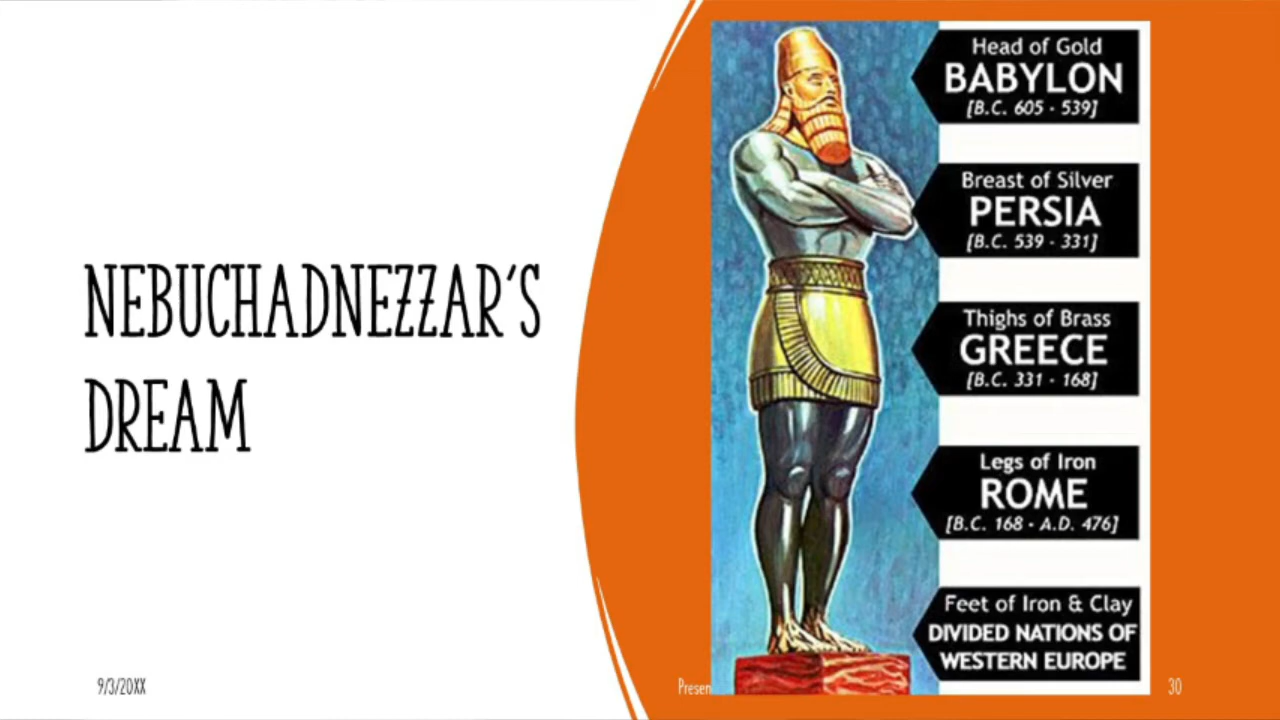 NEBUCHADNEZZAR'S
DREAM
Head of Gold
BABYLON
[B.C. 605 - 539]
Breast of Silver
PERSIA
[B.C. 539 - 331]
Thighs of Brass
GREECE
[B.C. 331 - 168]
Legs of Iron
ROME
[B.C. 168 - A.D. 476]
Feet of Iron & Clay
DIVIDED NATIONS OF
WESTERN EUROPE
9/3/20XX
Presen
30